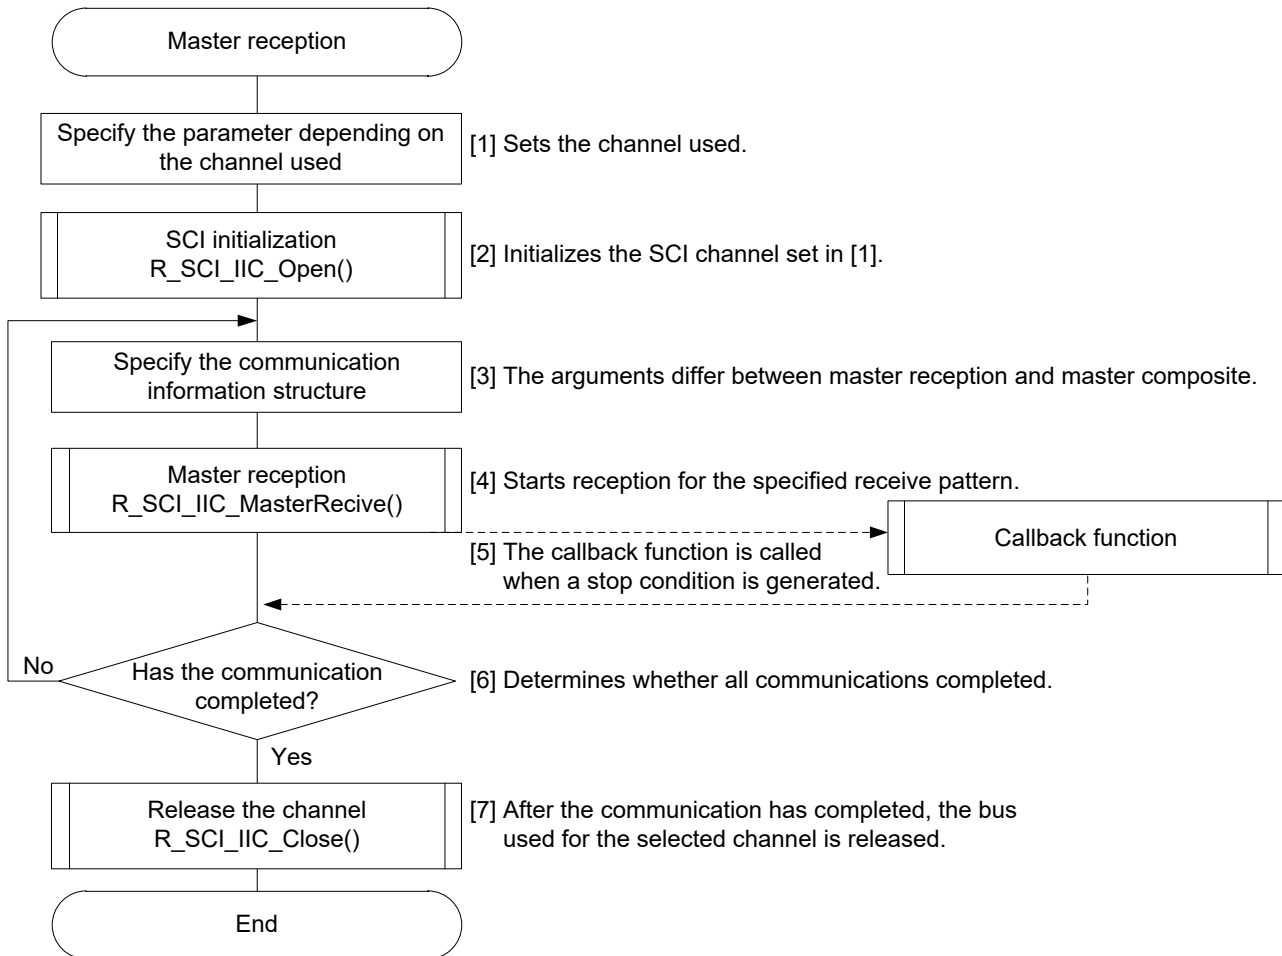 Master reception
Specify the parameter depending on
the channel used
[1] Sets the channel used.
SCI initialization
R_SCI_IIC_Open()
[2] Initializes the SCI channel set in [1].
Specify the communication
information structure
[3] The arguments differ between master reception and master composite.
Master reception
R_SCI_IIC_MasterRecive()
[4] Starts reception for the specified receive pattern.
Callback function
[5] The callback function is called
when a stop condition is generated.
No
Has the communication
completed?
[6] Determines whether all communications completed.
Yes
Release the channel
R_SCI_IIC_Close()
[7] After the communication has completed, the bus
used for the selected channel is released.
End